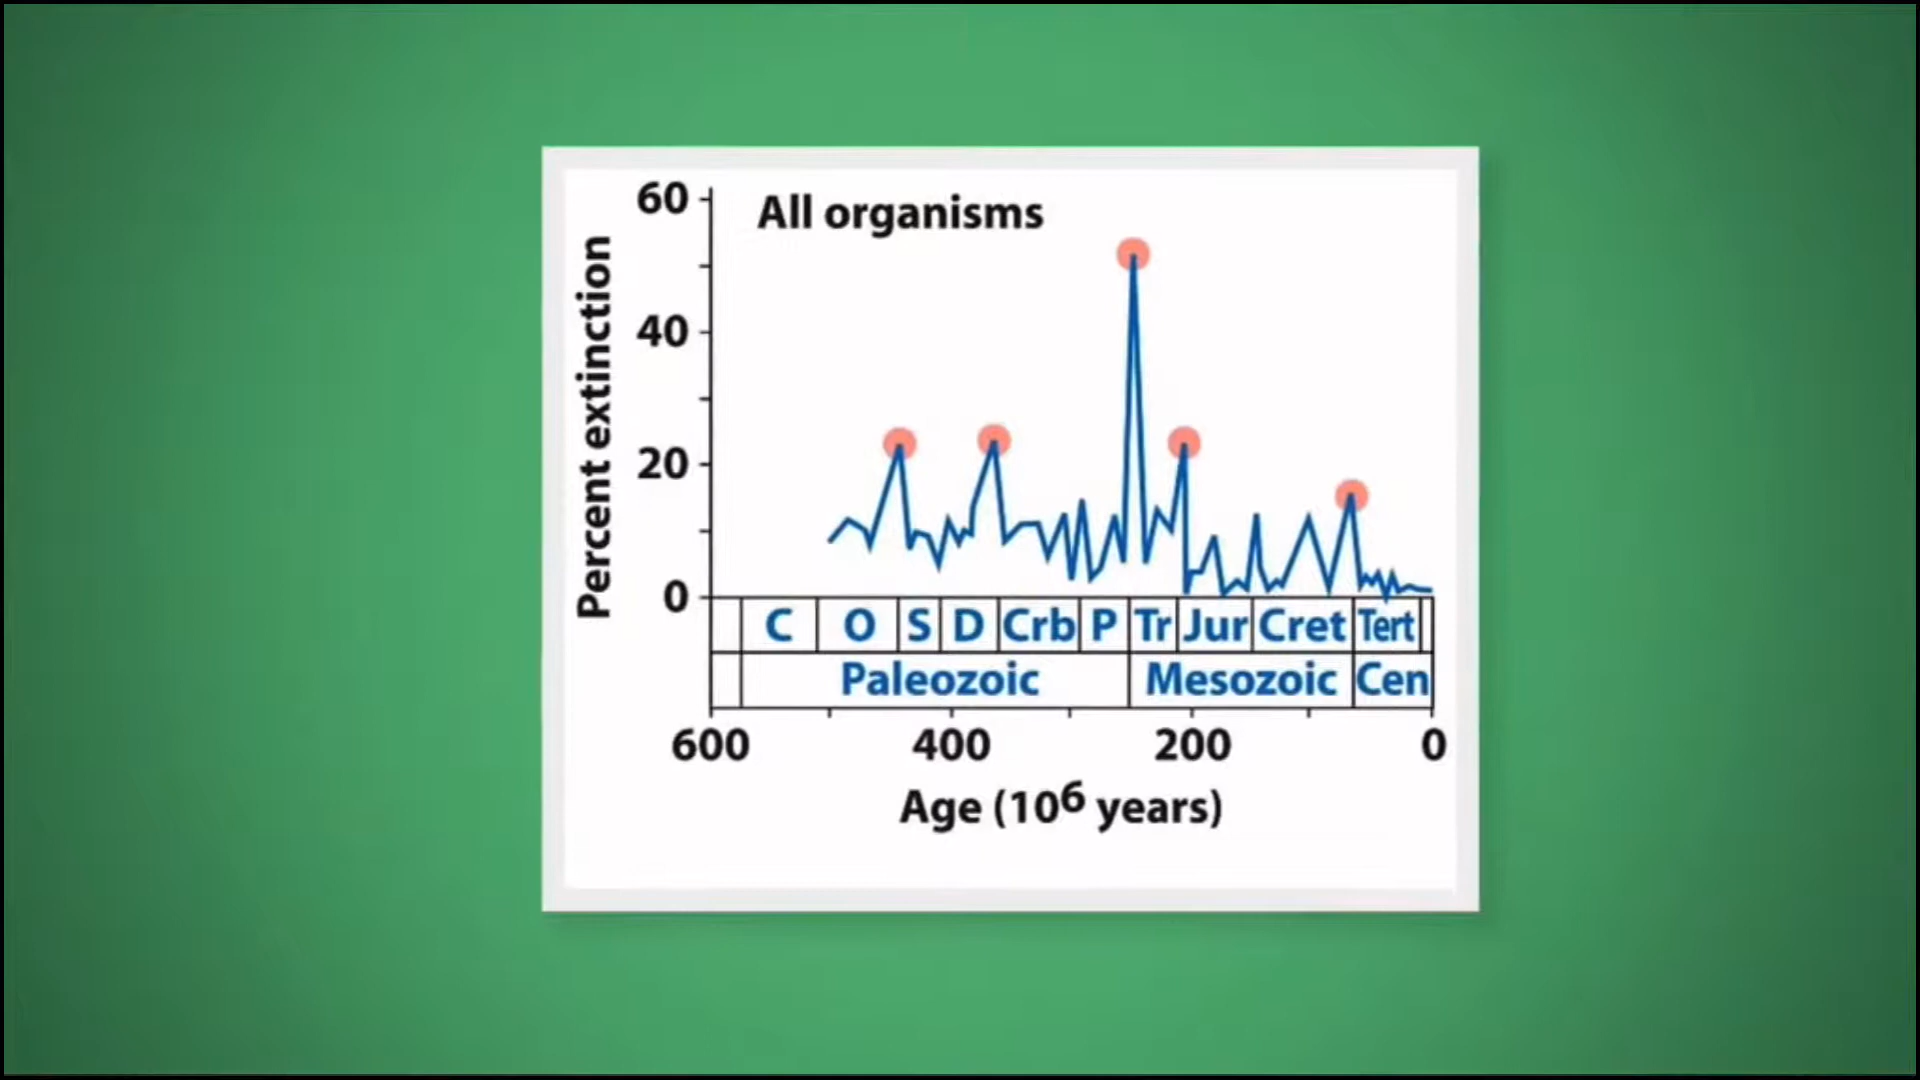 All organisms
Percent extinction
60
40
20
0
C O S D Crb P Tr Jur Cret Tert
Paleozoic Mesozoic Cen
600 400 200 0
Age (10⁶ years)